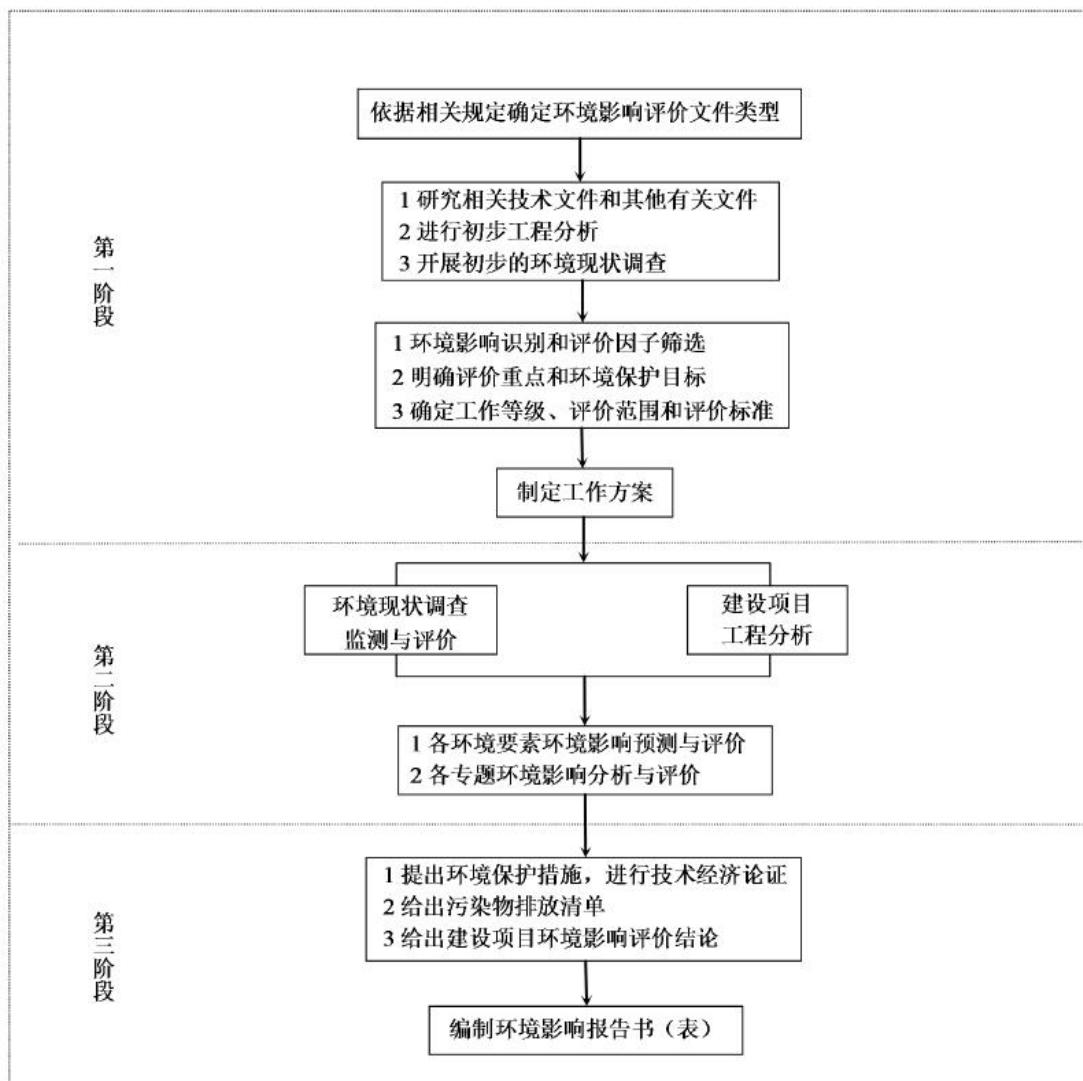 依据相关规定确定环境影响评价文件类型
1 研究相关技术文件和其他有关文件
2 进行初步工程分析
3 开展初步的环境现状调查
第一阶段
1 环境影响识别和评价因子筛选
2 明确评价重点和环境保护目标
3 确定工作等级、评价范围和评价标准
制定工作方案
环境现状调查
监测与评价
建设项目
工程分析
第二阶段
1 各环境要素环境影响预测与评价
2 各专题环境影响分析与评价
1 提出环境保护措施，进行技术经济论证
2 给出污染物排放清单
3 给出建设项目环境影响评价结论
第三阶段
编制环境影响报告书（表）